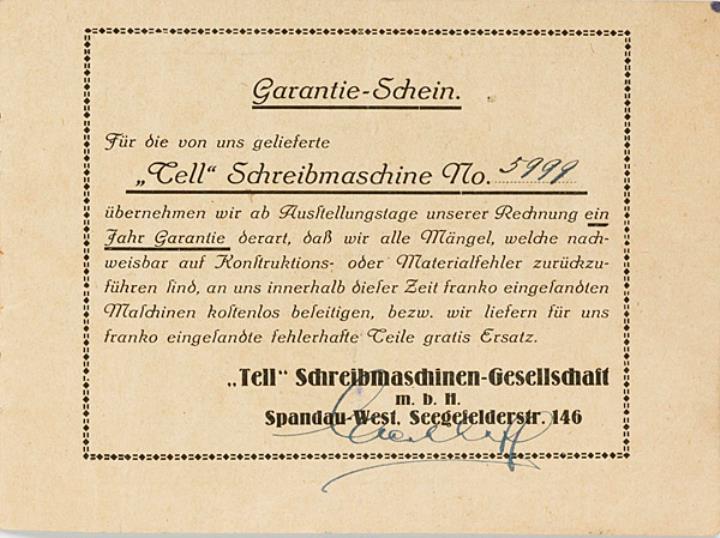 Garantie-Schein.
Für die von uns gelieferte
„Tell“ Schreibmaschine No. 5999
übernehmen wir ab Ausstellungstage unserer Rechnung ein
Jahr Garantie derart, daß wir alle Mängel, welche nach-
weisbar auf Konstruktions- oder Materialfehler zurückzu-
führen sind, an uns innerhalb dieser Zeit franko eingesandten
Maschinen kostenlos beseitigen, bezw. wir liefern für uns
franko eingesandte fehlerhafte Teile gratis Ersatz.
„Tell“ Schreibmaschinen-Gesellschaft
m. b. H.
Spandau-West, Seegefelderstr. 146